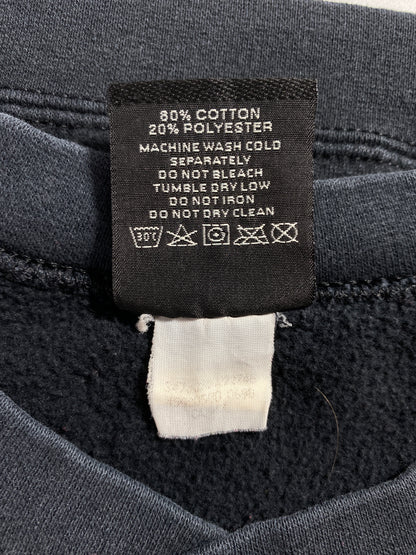 80% COTTON
20% POLYESTER
MACHINE WASH COLD
SEPARATELY
DO NOT BLEACH
TUMBLE DRY LOW
DO NOT IRON
DO NOT DRY CLEAN
30°C